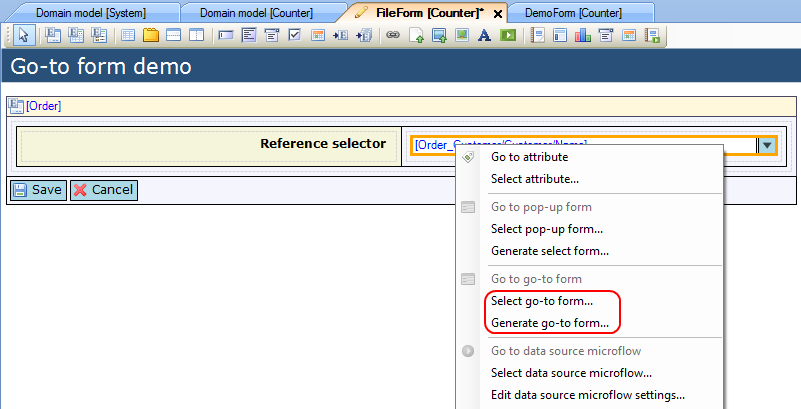 Domain model [System]
Domain model [Counter]
FileForm [Counter]*
DemoForm [Counter]
Go-to form demo
[Order]
Reference selector
[Order_Customer/Customer/Name]
Go to attribute
Select attribute...
Go to pop-up form
Select pop-up form...
Generate select form...
Go to go-to form
Select go-to form...
Generate go-to form...
Go to data source microflow
Select data source microflow...
Edit data source microflow settings...
Save
Cancel